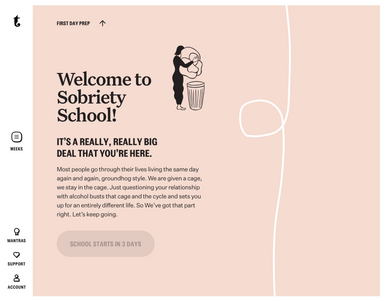 t
FIRST DAY PREP
Welcome to
Sobriety
School!
IT'S A REALLY, REALLY BIG
DEAL THAT YOU'RE HERE.
Most people go through their lives living the same day
again and again, groundhog style. We are given a cage,
we stay in the cage. Just questioning your relationship
with alcohol busts that cage and the cycle and sets you
up for an entirely different life. So We've got that part
right. Let's keep going.
SCHOOL STARTS IN 3 DAYS
WEEKS
MANTRAS
SUPPORT
ACCOUNT